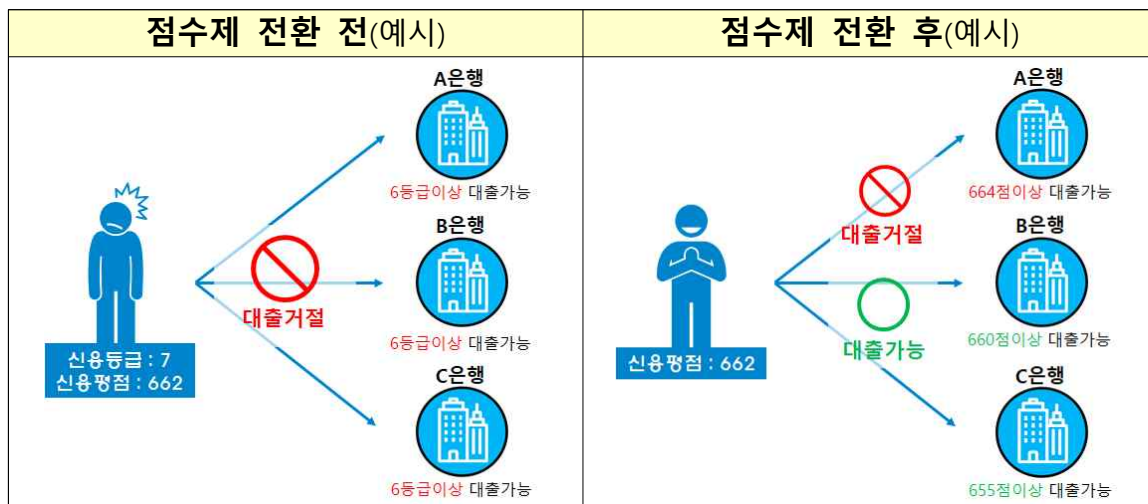 점수제 전환 전(예시)
A은행
6등급이상 대출가능
B은행
대출거절
6등급이상 대출가능
신용등급 : 7
신용평점 : 662
C은행
6등급이상 대출가능
점수제 전환 후(예시)
A은행
664점이상 대출가능
대출거절
B은행
대출가능
660점이상 대출가능
신용평점 : 662
C은행
655점이상 대출가능